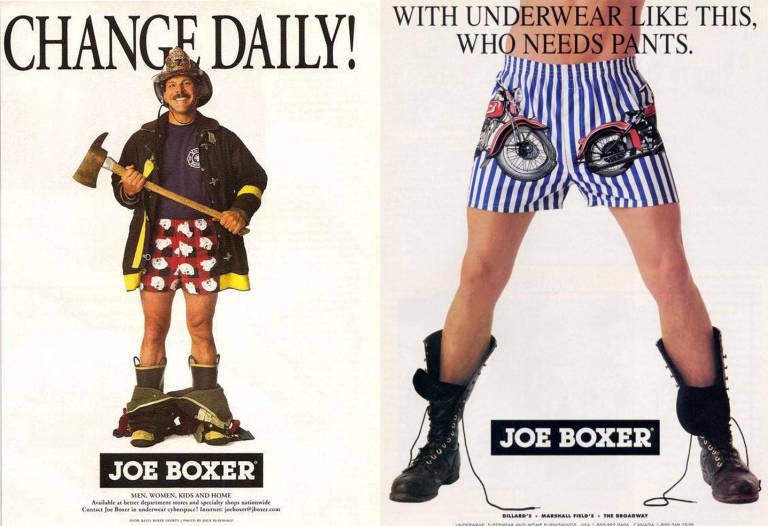 CHANGE DAILY!
JOE BOXER
MEN, WOMEN, KIDS AND HOME
Available at better department stores and specialty shops nationwide
Contact Joe Boxer in underwear cyberspace! Internet: joeboxer@jboxer.com
WITH UNDERWEAR LIKE THIS,
WHO NEEDS PANTS.
JOE BOXER®
DILLARD'S • MARSHALL FIELD'S • THE BROADWAY